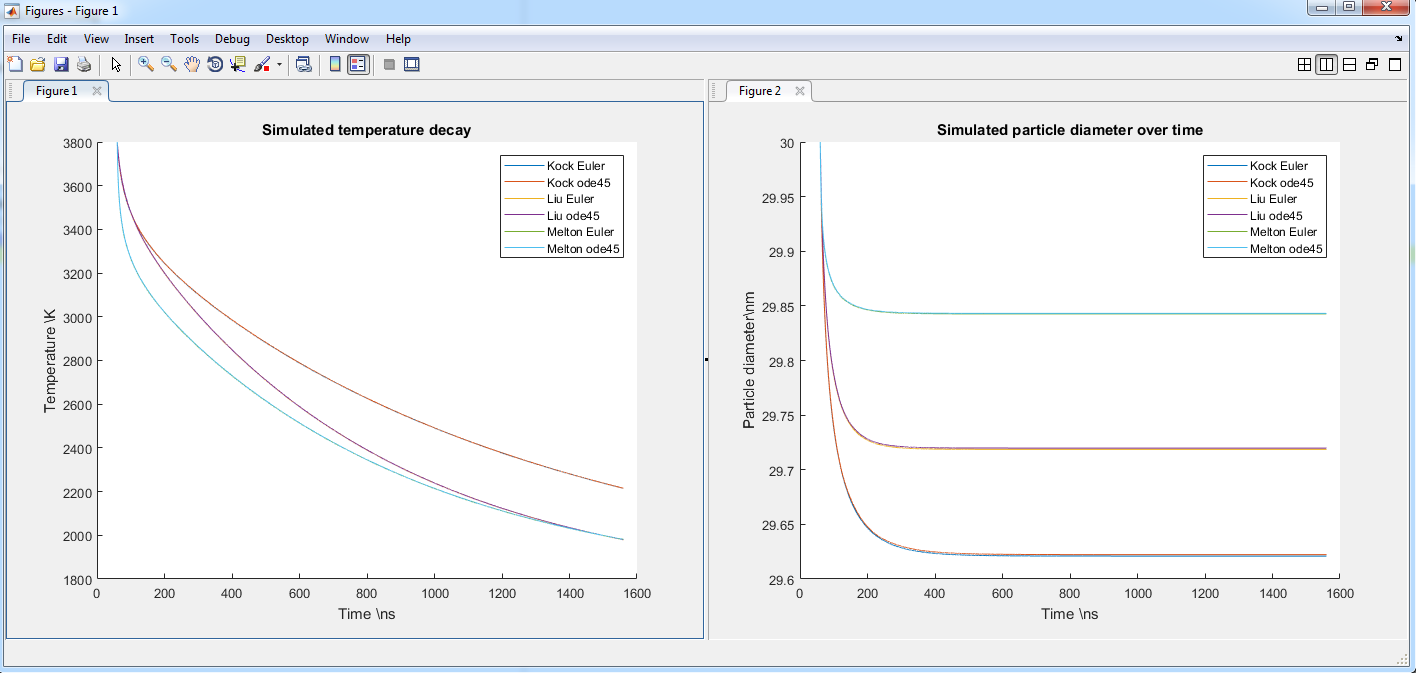 Figures - Figure 1
File Edit View Insert Tools Debug Desktop Window Help
Figure 1
Simulated temperature decay
3800
3600
3400
3200
3000
2800
2600
2400
2200
2000
1800
Temperature \K
0 200 400 600 800 1000 1200 1400 1600
Time \ns
Kock Euler
Kock ode45
Liu Euler
Liu ode45
Melton Euler
Melton ode45
Figure 2
Simulated particle diameter over time
30
29.95
29.9
29.85
29.8
29.75
29.7
29.65
29.6
Particle diameter\nm
0 200 400 600 800 1000 1200 1400 1600
Time \ns
Kock Euler
Kock ode45
Liu Euler
Liu ode45
Melton Euler
Melton ode45